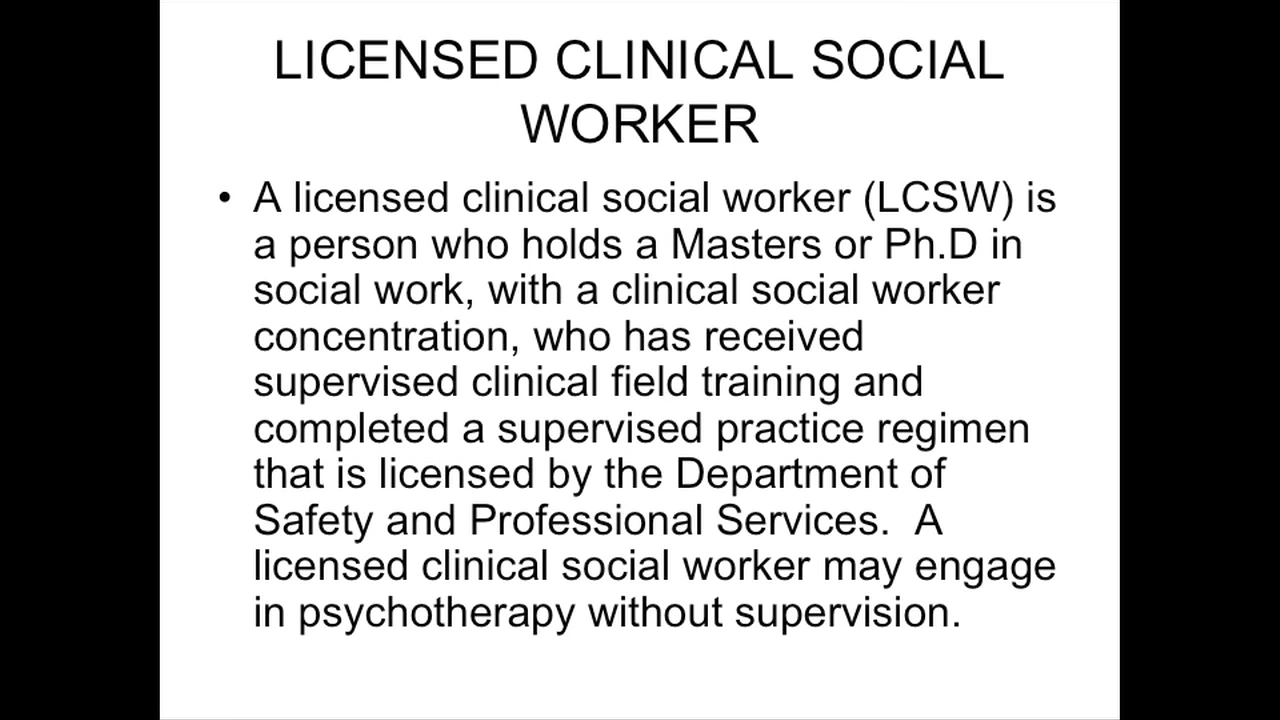 LICENSED CLINICAL SOCIAL
WORKER
• A licensed clinical social worker (LCSW) is
a person who holds a Masters or Ph.D in
social work, with a clinical social worker
concentration, who has received
supervised clinical field training and
completed a supervised practice regimen
that is licensed by the Department of
Safety and Professional Services.  A
licensed clinical social worker may engage
in psychotherapy without supervision.